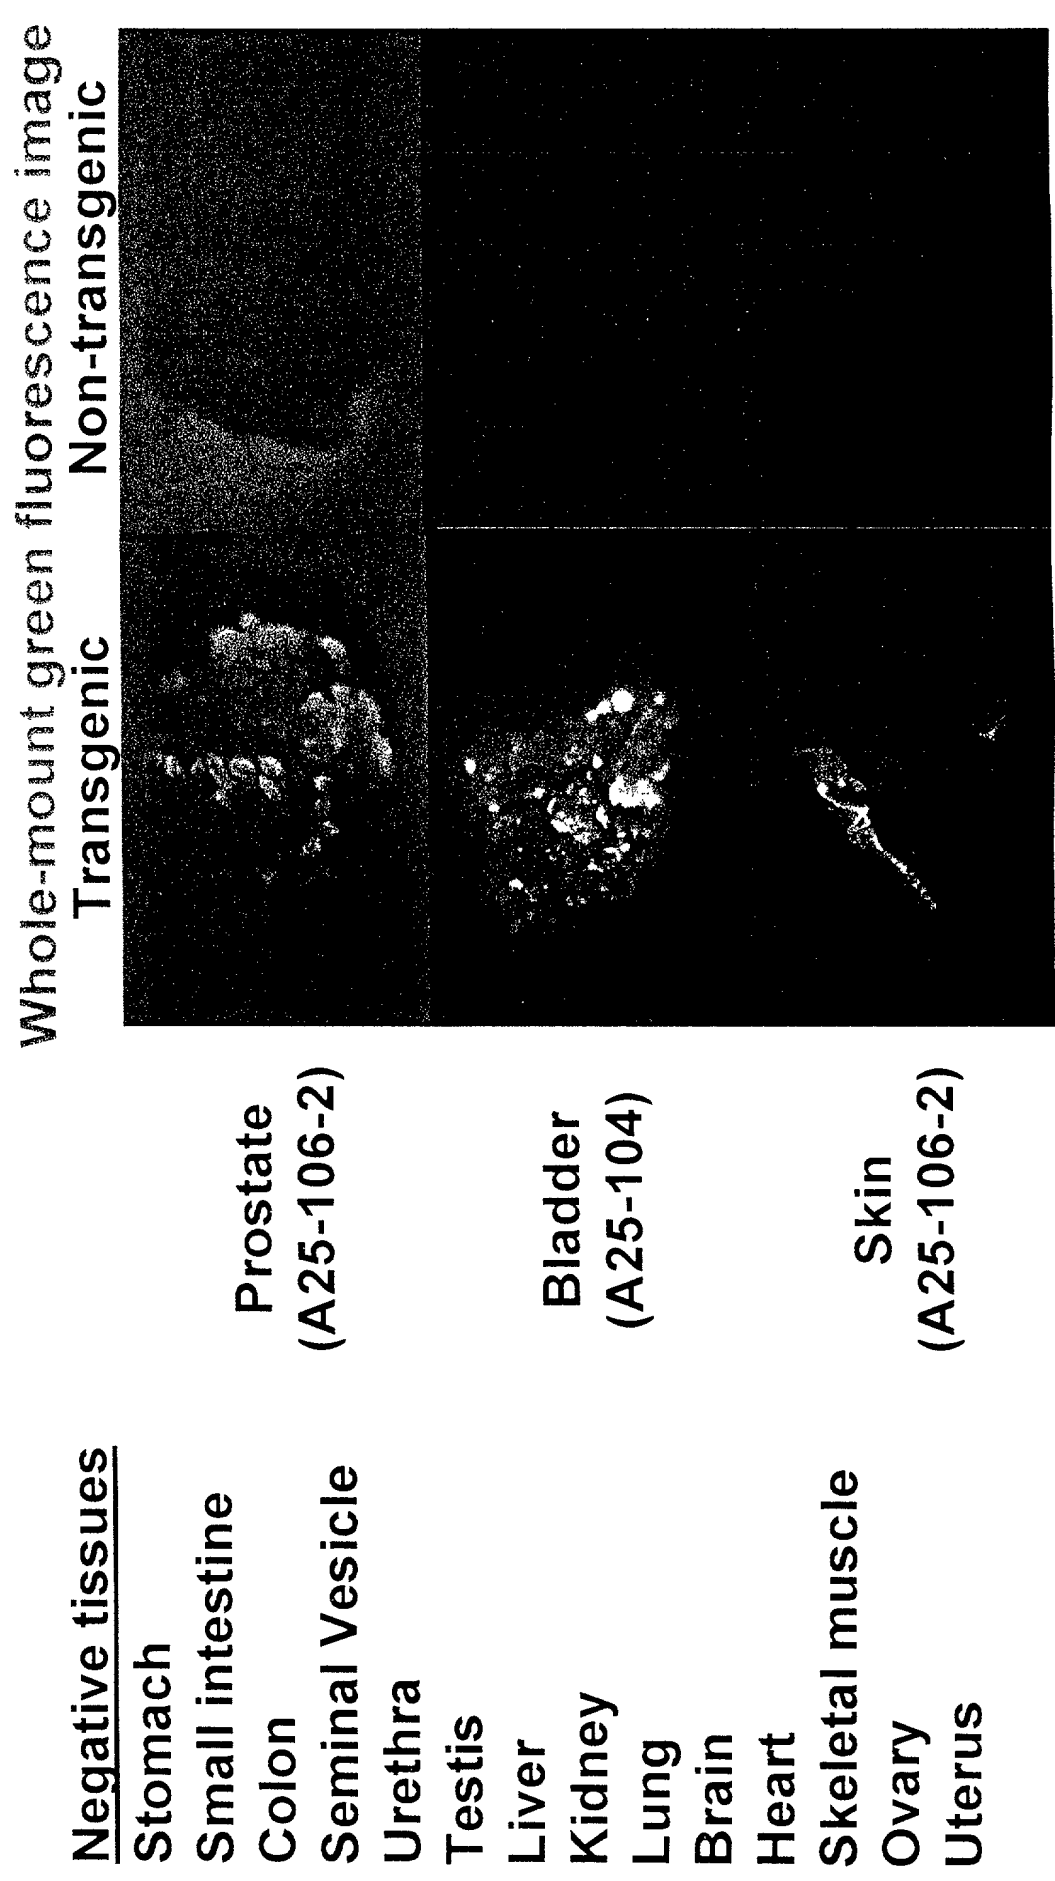 Whole-mount green fluorescence image
Transgenic Non-transgenic
Negative tissues
Stomach
Small intestine
Colon
Seminal Vesicle
Urethra
Testis
Liver
Kidney
Lung
Brain
Heart
Skeletal muscle
Ovary
Uterus
Prostate
(A25-106-2)
Bladder
(A25-104)
Skin
(A25-106-2)